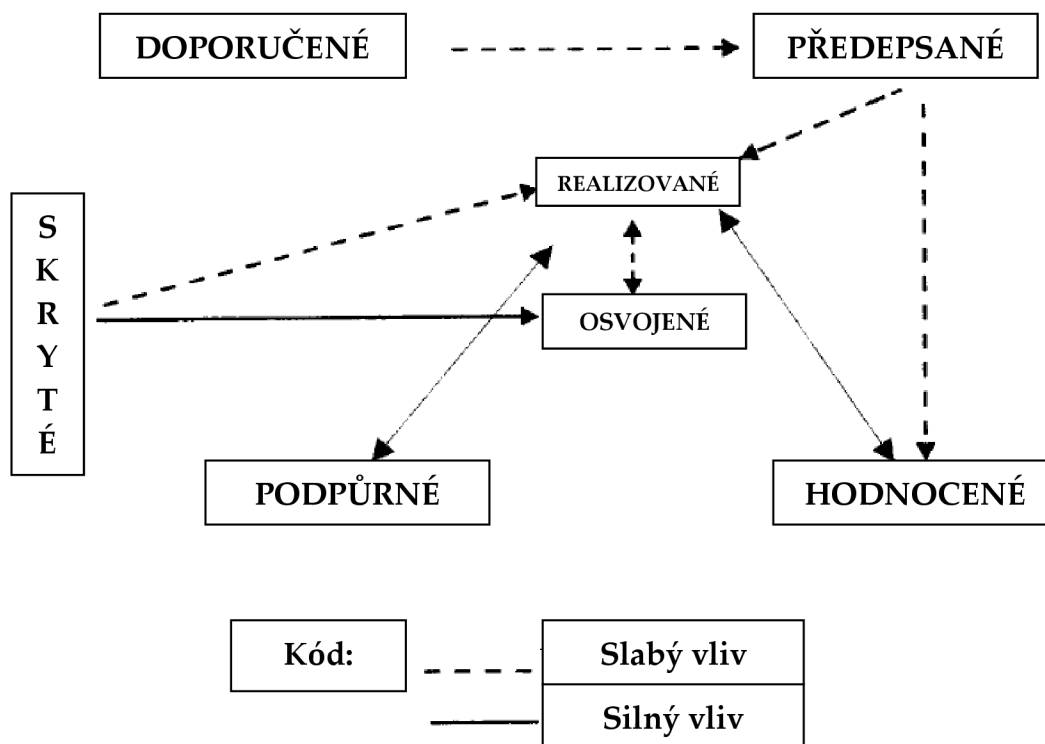 DOPORUČENÉ
PŘEDEPSANÉ
REALIZOVANÉ
S
K
R
Y
T
É
OSVOJENÉ
PODPŮRNÉ
HODNOCENÉ
Kód:
Slabý vliv
Silný vliv